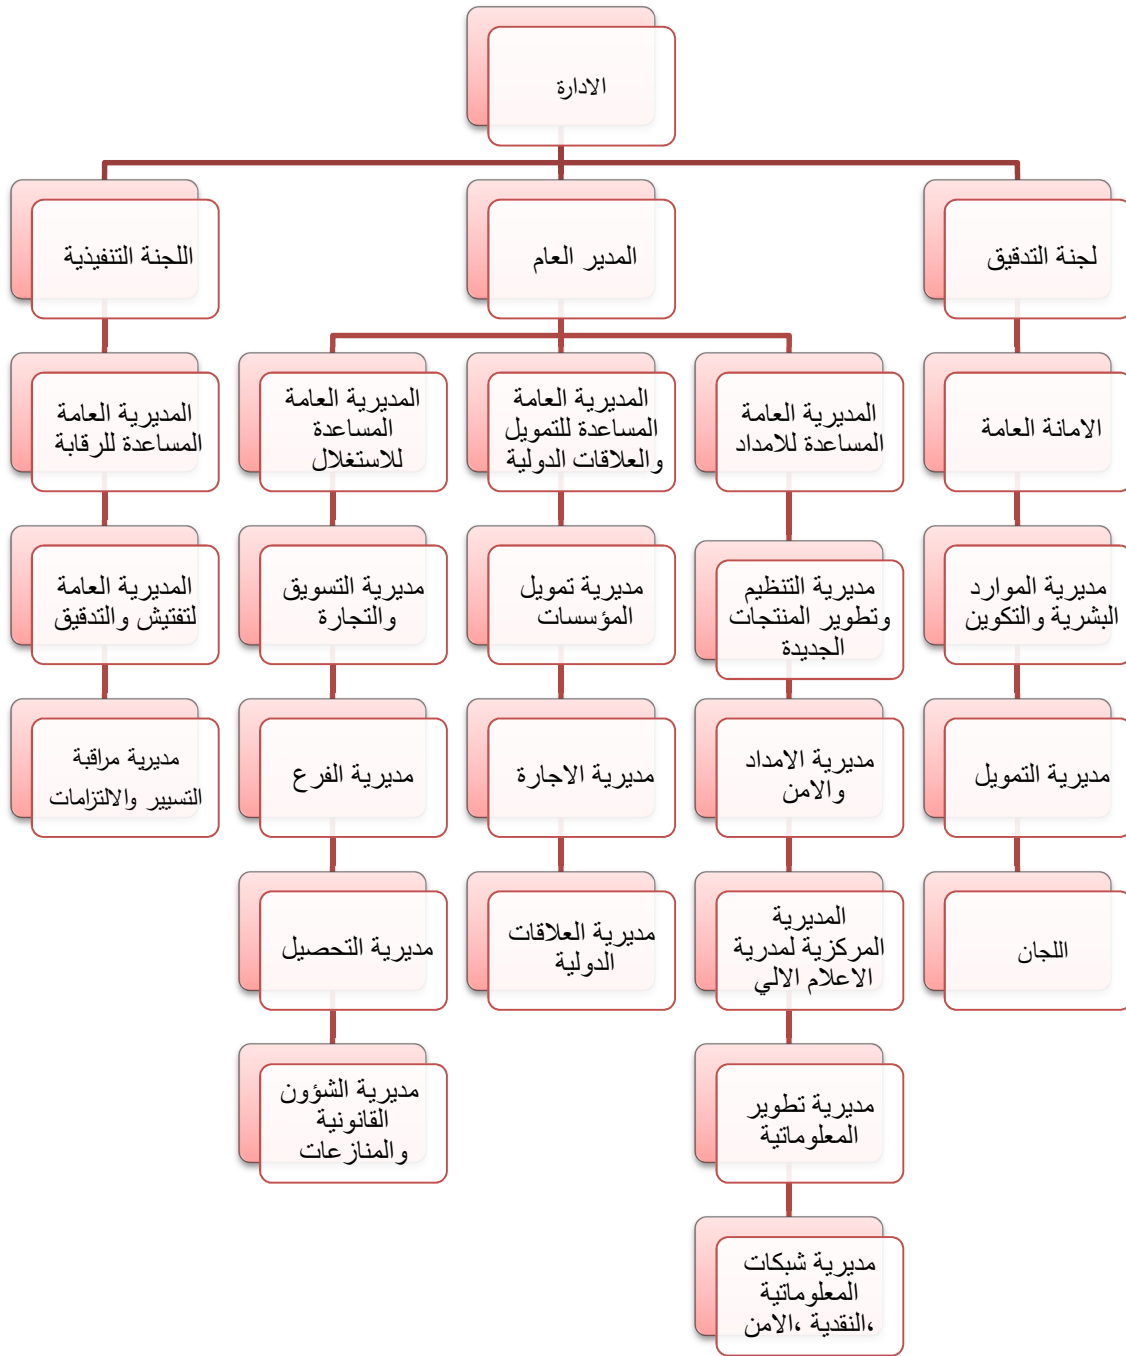 الادارة
لجنة التدقيق
المدير العام
اللجنة التنفيذية
الامانة العامة
المديرية العامة
المساعدة للامداد
المديرية العامة
المساعدة للتمويل
والعلاقات الدولية
المديرية العامة
المساعدة
للاستغلال
المديرية العامة
المساعدة للرقابة
مديرية الموارد
البشرية والتكوين
مديرية التنظيم
وتطوير المنتجات
الجديدة
مديرية تمويل
المؤسسات
مديرية التسويق
والتجارة
المديرية العامة
لتفتيش والتدقيق
مديرية التمويل
مديرية الامداد
والامن
مديرية الاجارة
مديرية الفرع
مديرية مراقبة
التسيير والالتزامات
اللجان
المديرية
المركزية لمدرية
الاعلام الالي
مديرية العلاقات
الدولية
مديرية التحصيل
مديرية تطوير
المعلوماتية
مديرية الشؤون
القانونية
والمنازعات
مديرية شبكات
المعلوماتية
،النقدية ،الامن